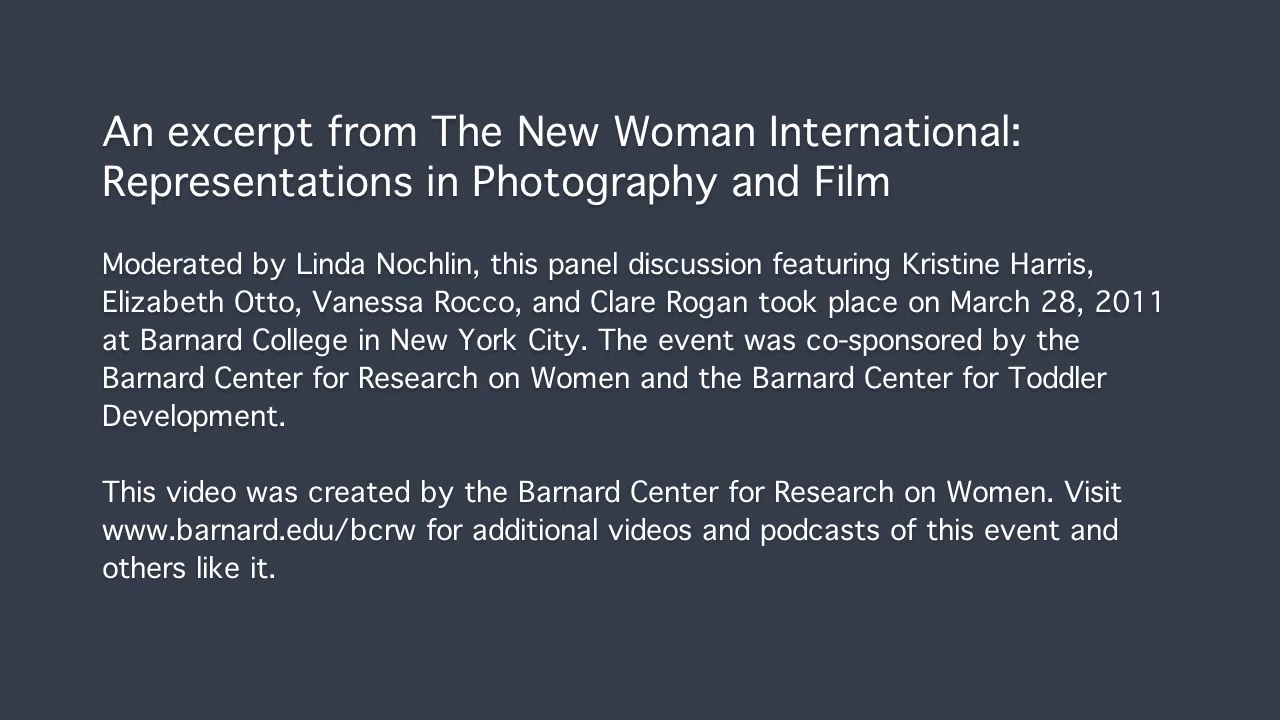 An excerpt from The New Woman International:
Representations in Photography and Film
Moderated by Linda Nochlin, this panel discussion featuring Kristine Harris,
Elizabeth Otto, Vanessa Rocco, and Clare Rogan took place on March 28, 2011
at Barnard College in New York City. The event was co-sponsored by the
Barnard Center for Research on Women and the Barnard Center for Toddler
Development.
This video was created by the Barnard Center for Research on Women. Visit
www.barnard.edu/bcrw for additional videos and podcasts of this event and
others like it.